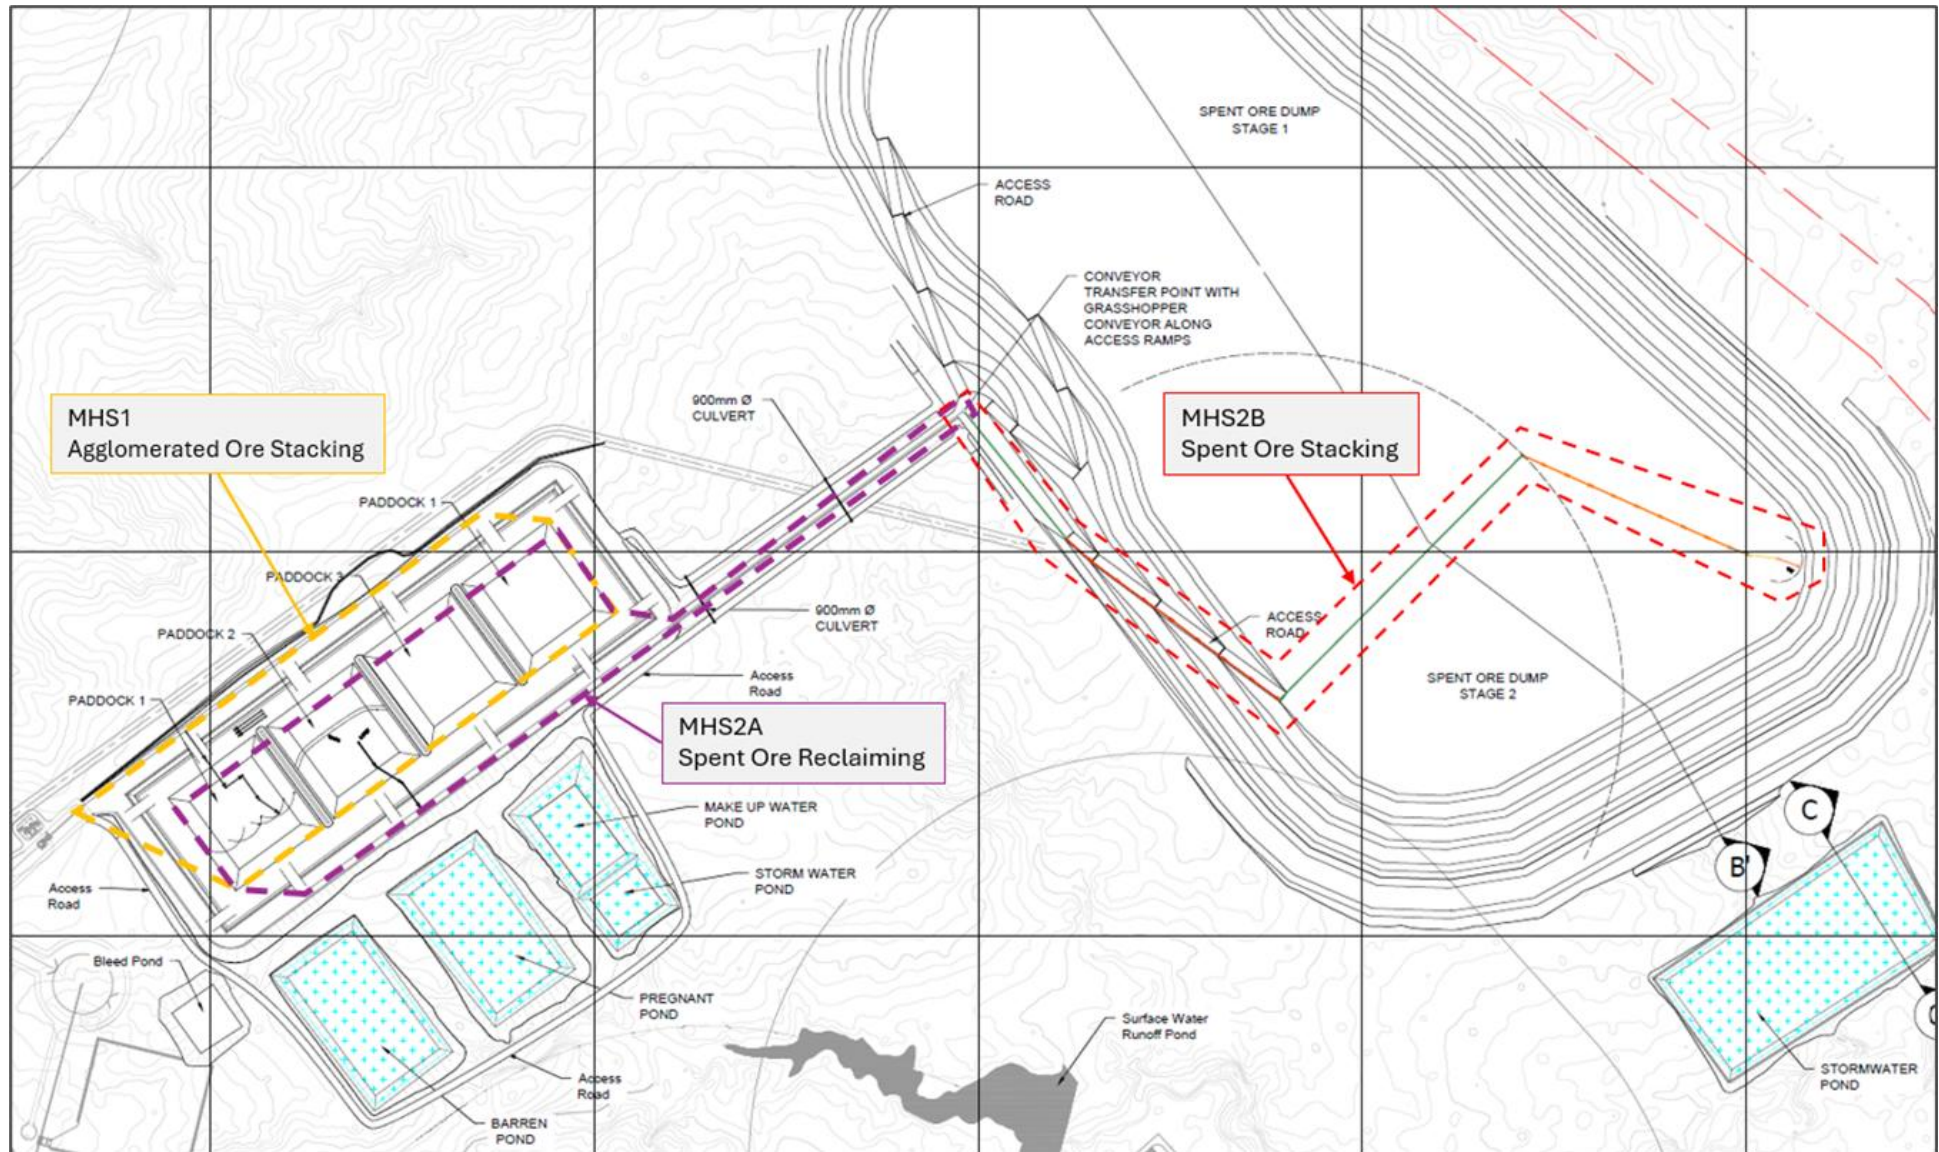 SPENT ORE DUMP
STAGE 1
ACCESS
ROAD
CONVEYOR
TRANSFER POINT WITH
GRASSHOPPER
CONVEYOR ALONG
ACCESS RAMPS
900mm Ø
CULVERT
MHS1
Agglomerated Ore Stacking
MHS2B
Spent Ore Stacking
PADDOCK 1
PADDOCK 3
PADDOCK 2
PADDOCK 1
900mm Ø
CULVERT
ACCESS
ROAD
Access
Road
SPENT ORE DUMP
STAGE 2
MHS2A
Spent Ore Reclaiming
MAKE UP WATER
POND
C
B'
STORM WATER
POND
Access
Road
Bleed Pond
PREGNANT
POND
Surface Water
Runoff Pond
STORMWATER
POND
Access
Road
BARREN
POND